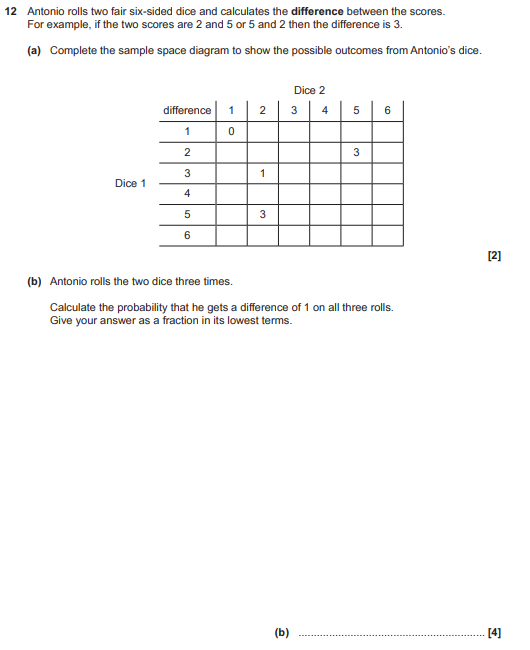 12 Antonio rolls two fair six-sided dice and calculates the difference between the scores.
For example, if the two scores are 2 and 5 or 5 and 2 then the difference is 3.
(a) Complete the sample space diagram to show the possible outcomes from Antonio's dice.
Dice 2
difference 1 2 3 4 5 6
1 0
2 3
3 1
Dice 1
4
5 3
6
[2]
(b) Antonio rolls the two dice three times.
Calculate the probability that he gets a difference of 1 on all three rolls.
Give your answer as a fraction in its lowest terms.
(b) .............................................................. [4]